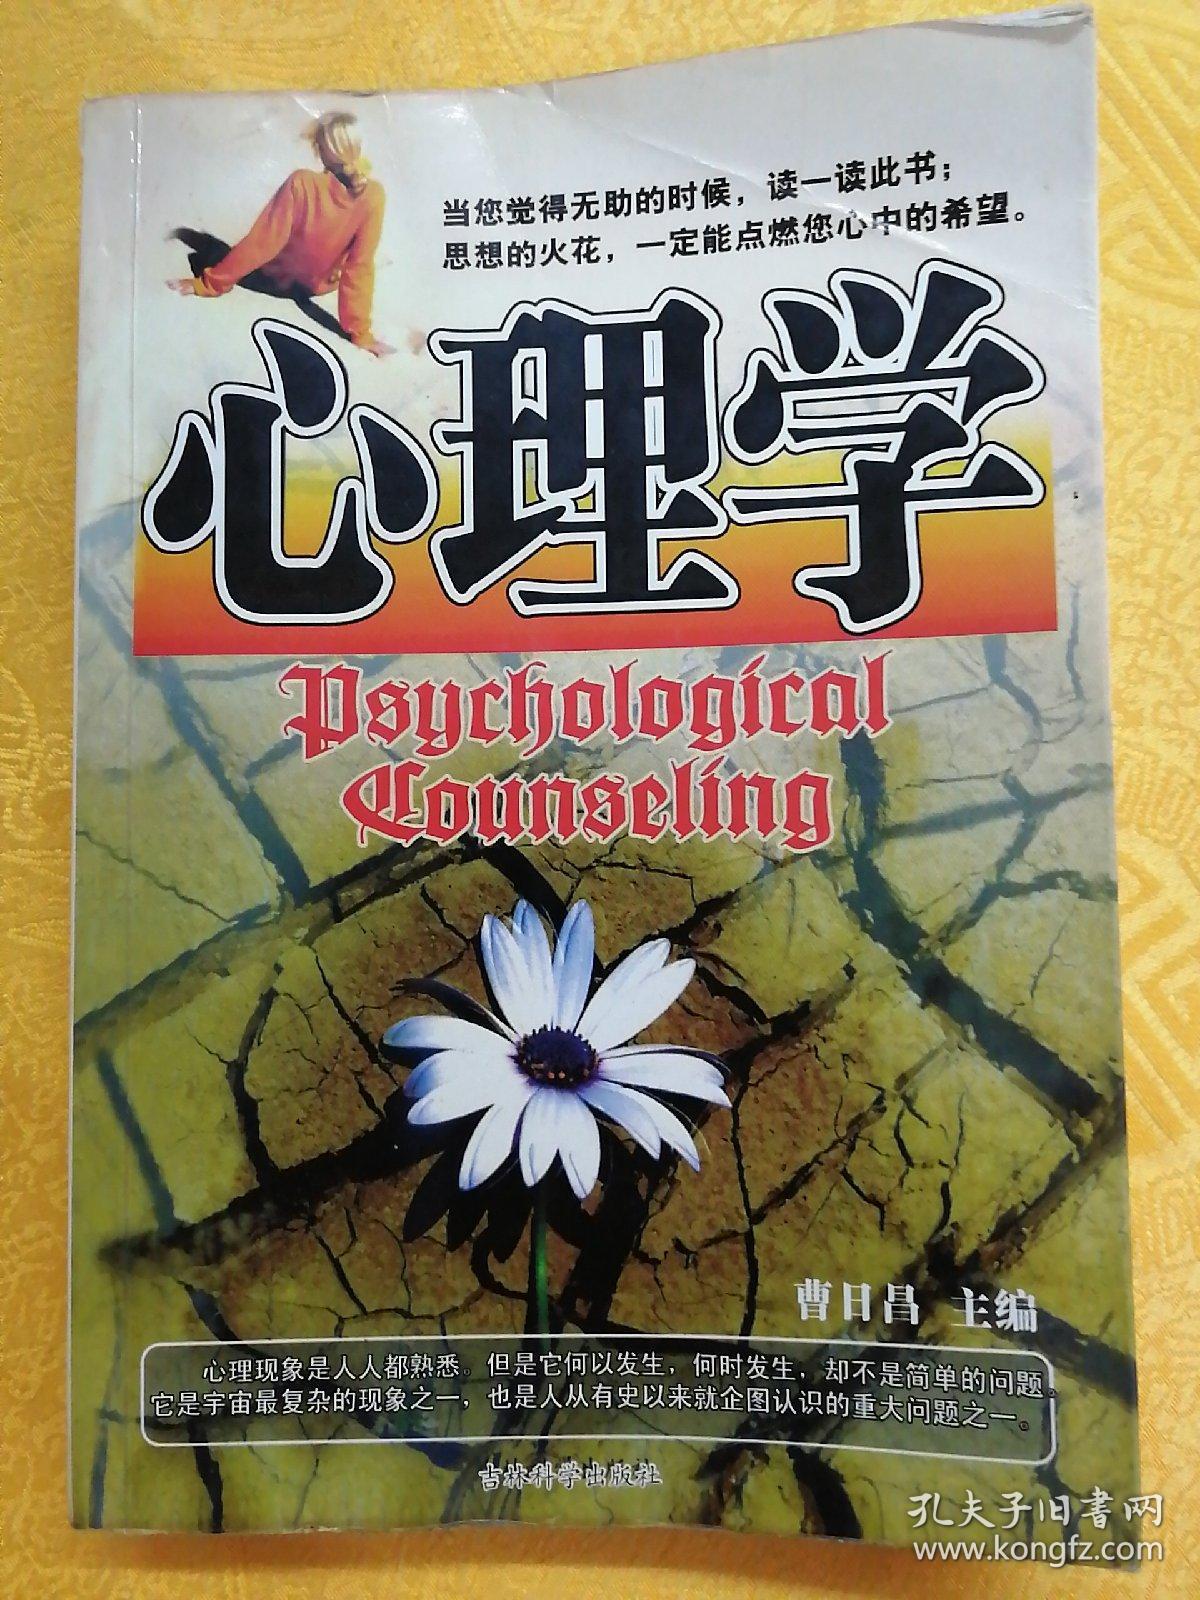 当您觉得无助的时候，读一读此书；
思想的火花，一定能点燃您心中的希望。
心理学
Psychological
Counseling
曹日昌 主编
心理现象是人人都熟悉。但是它何以发生，何时发生，却不是简单的问题。
它是宇宙最复杂的现象之一，也是人从有史以来就企图认识的重大问题之一。
吉林科学出版社
孔夫子旧書网
www.kongfz.com